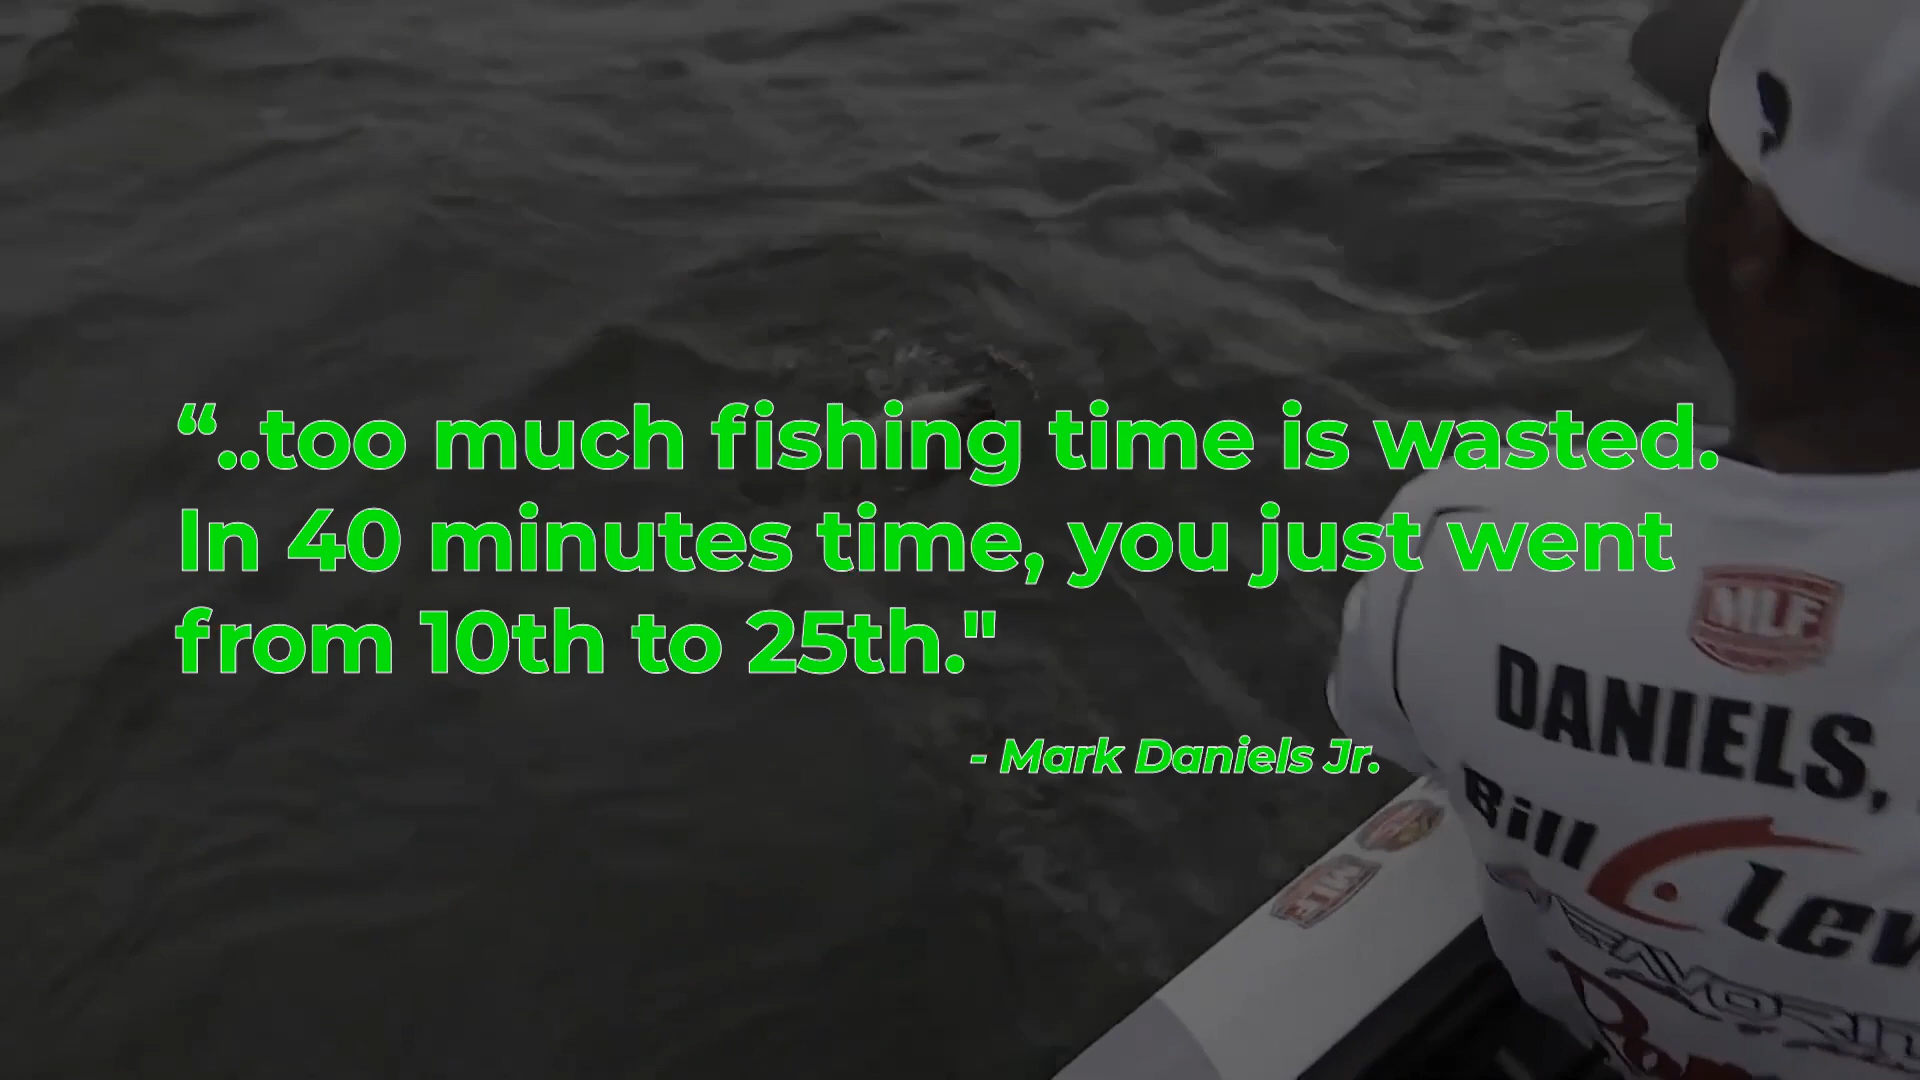 “..too much fishing time is wasted.
In 40 minutes time, you just went
from 10th to 25th."
- Mark Daniels Jr.
MLF
DANIELS,
Bill Lew
MLF